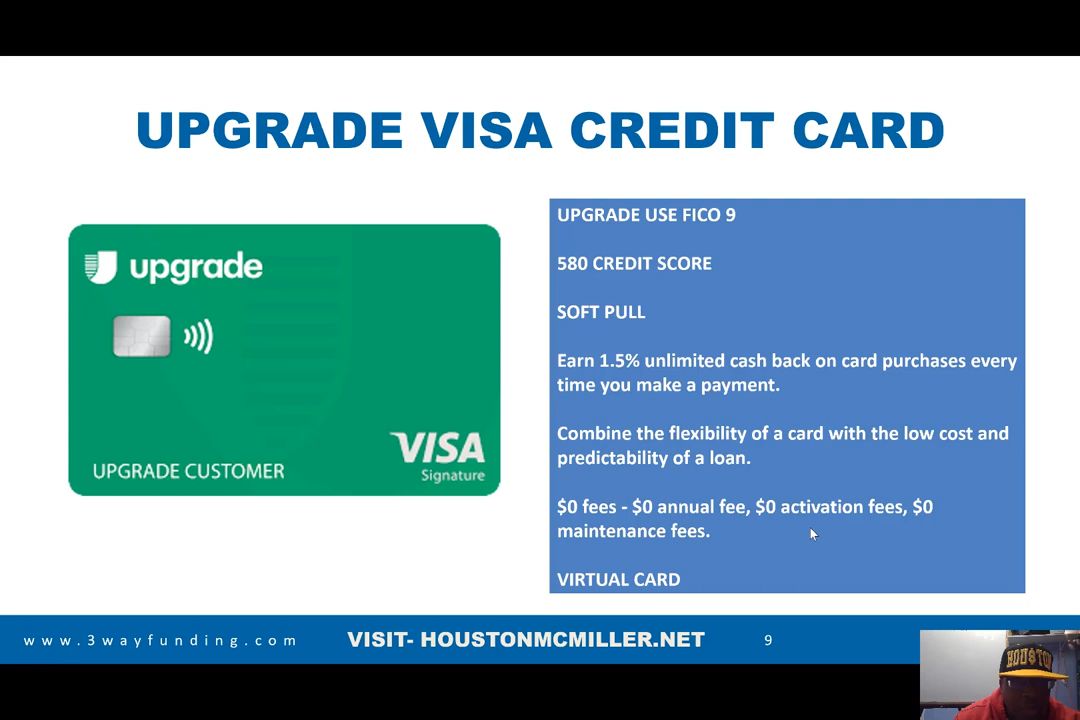 UPGRADE VISA CREDIT CARD
upgrade
VISA
Signature
UPGRADE CUSTOMER
UPGRADE USE FICO 9
580 CREDIT SCORE
SOFT PULL
Earn 1.5% unlimited cash back on card purchases every
time you make a payment.
Combine the flexibility of a card with the low cost and
predictability of a loan.
$0 fees - $0 annual fee, $0 activation fees, $0
maintenance fees.
VIRTUAL CARD
www.3wayfunding.com
VISIT- HOUSTONMCMILLER.NET
9
HOU$TON